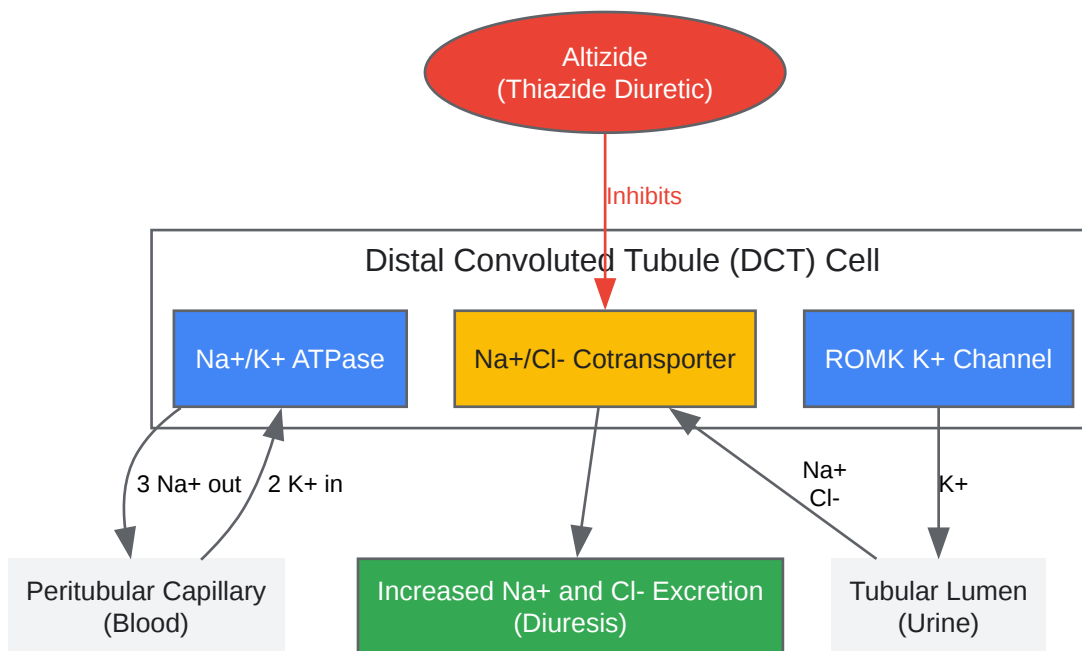 Altizide
(Thiazide Diuretic)
Inhibits
Distal Convoluted Tubule (DCT) Cell
Na+/K+ ATPase
Na+/Cl- Cotransporter
ROMK K+ Channel
3 Na+ out
2 K+ in
Na+
Cl-
K+
Peritubular Capillary
(Blood)
Increased Na+ and Cl- Excretion
(Diuresis)
Tubular Lumen
(Urine)